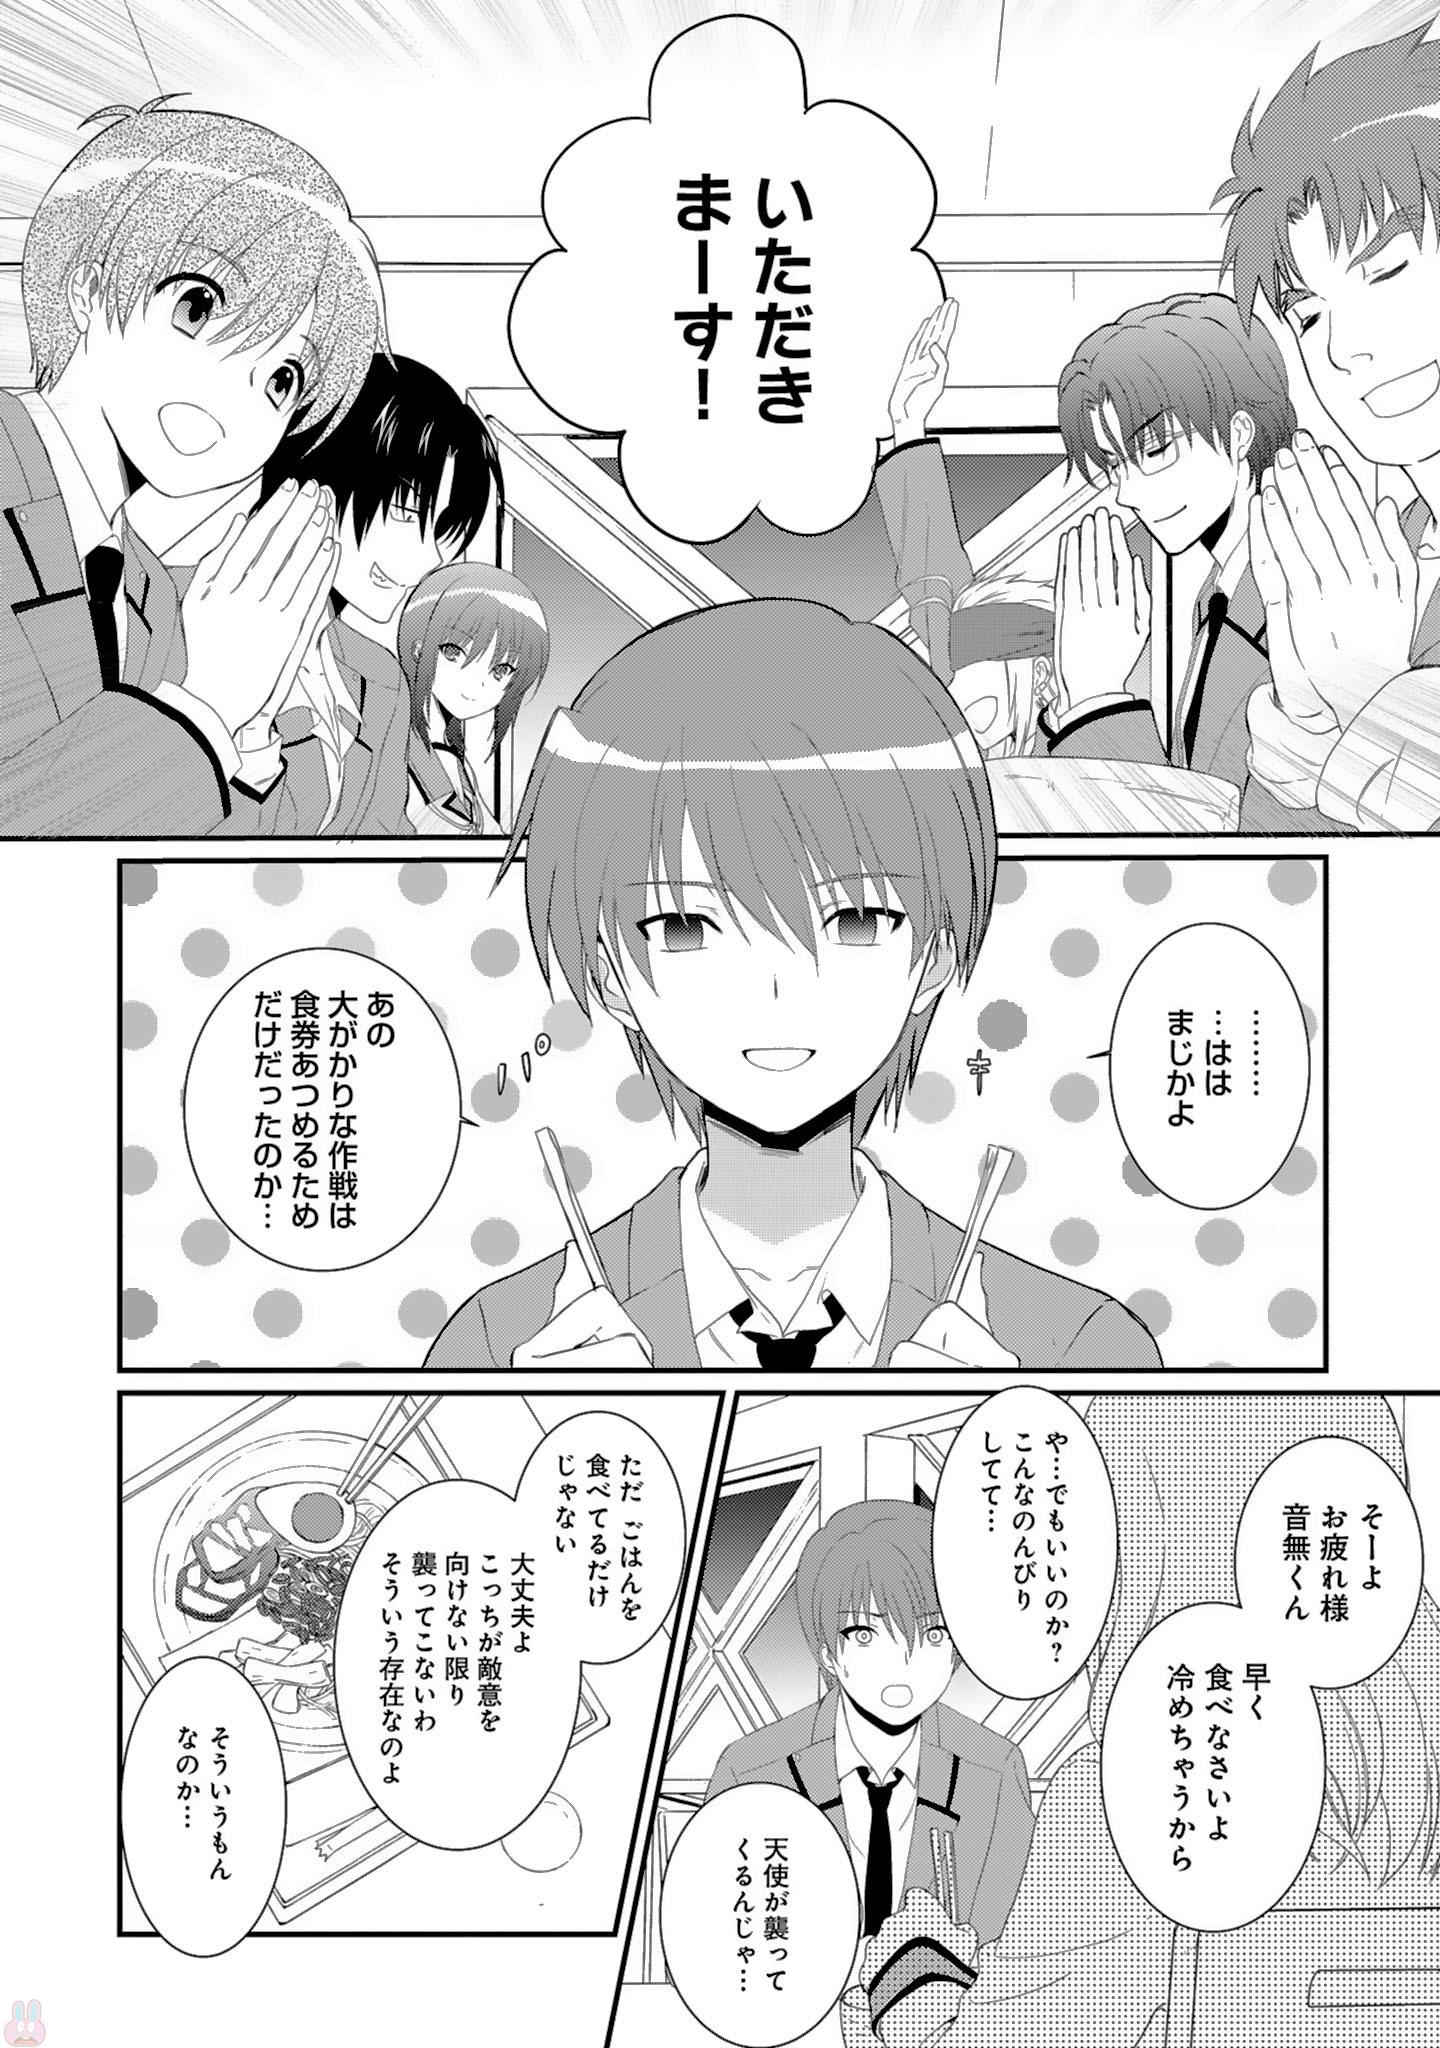 いただき
まーす！
………
…はは
まじかよ
キ
あの
大がかりな作戦は
食券あつめるため
だけだったのか…
そーよ
お疲れ様
音無くん
早く
食べなさいよ
冷めちゃうから
や…でもいいのか？
こんなのんびり
してて…
天使が襲って
くるんじゃ…
ただ ごはんを
食べてるだけ
じゃない
大丈夫よ
こっちが敵意を
向けない限り
襲ってこないわ
そういう存在なのよ
そういうもん
なのか…